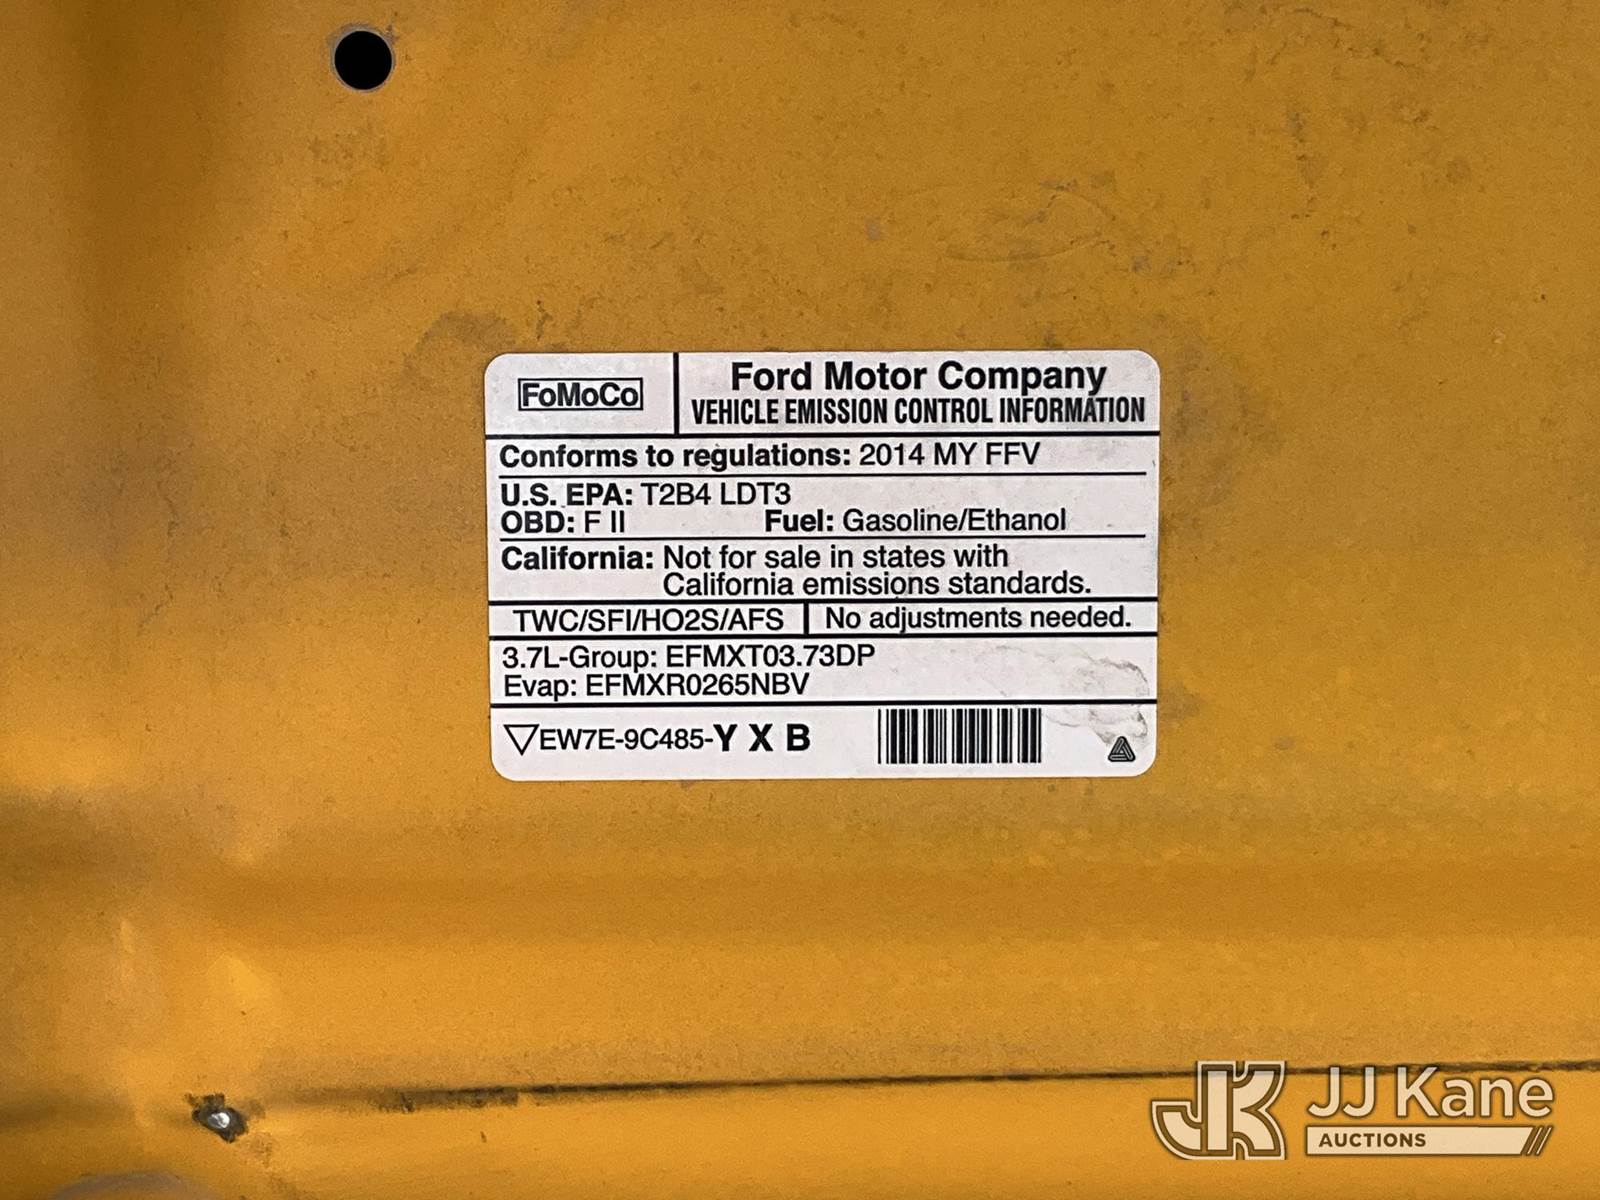 FoMoCo
Ford Motor Company
VEHICLE EMISSION CONTROL INFORMATION
Conforms to regulations: 2014 MY FFV
U.S. EPA: T2B4 LDT3
OBD: F II Fuel: Gasoline/Ethanol
California: Not for sale in states with
California emissions standards.
TWC/SFI/HO2S/AFS No adjustments needed.
3.7L-Group: EFMXT03.73DP
Evap: EFMXR0265NBV
EW7E-9C485-Y X B
JK JJ Kane
AUCTIONS